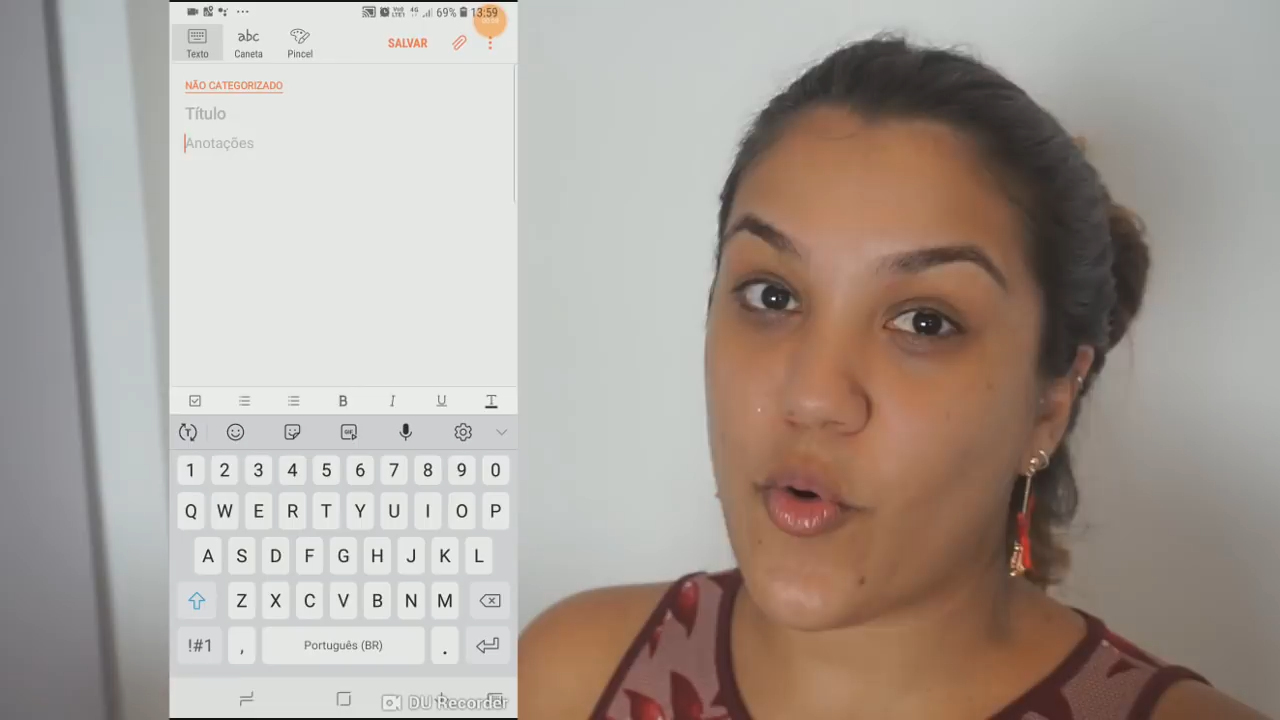 69% 13:59
Texto
abc
Caneta
Pincel
SALVAR
NÃO CATEGORIZADO
Título
Anotações
B I U T
1 2 3 4 5 6 7 8 9 0
Q W E R T Y U I O P
A S D F G H J K L
Z X C V B N M
!#1 , Português (BR) .
DU Recorder